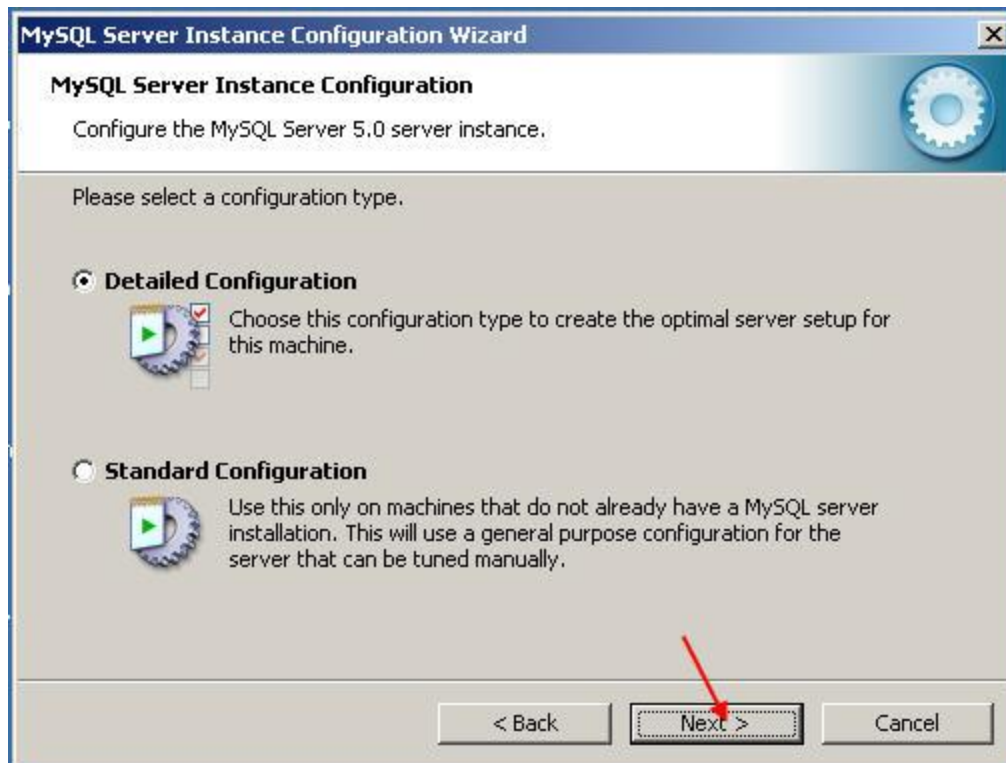 MySQL Server Instance Configuration Wizard
MySQL Server Instance Configuration
Configure the MySQL Server 5.0 server instance.
Please select a configuration type.
Detailed Configuration
Choose this configuration type to create the optimal server setup for
this machine.
Standard Configuration
Use this only on machines that do not already have a MySQL server
installation. This will use a general purpose configuration for the
server that can be tuned manually.
< Back
Next >
Cancel